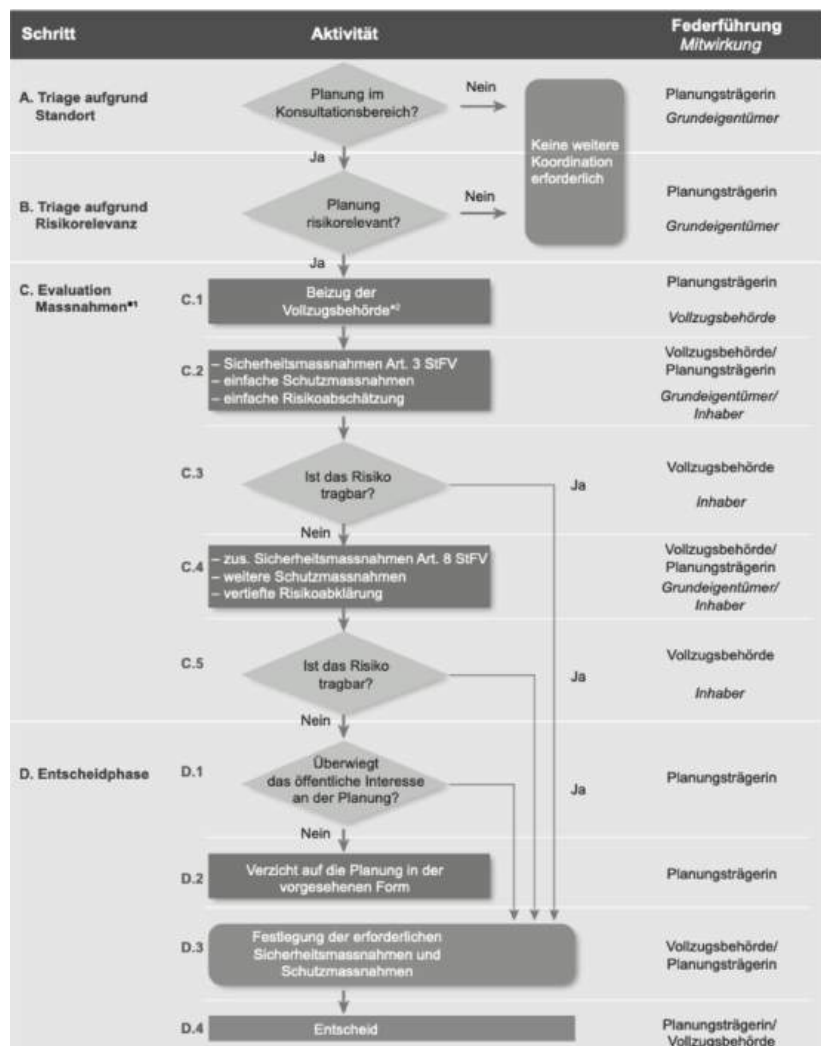 Schritt
Aktivität
Federführung
Mitwirkung
A. Triage aufgrund
Standort
Planung im
Konsultationsbereich?
Nein
Keine weitere
Koordination
erforderlich
Planungsträgerin
Grundeigentümer
Ja
B. Triage aufgrund
Risikorelevanz
Planung
risikorelevant?
Nein
Planungsträgerin
Grundeigentümer
Ja
C. Evaluation
Massnahmen*1
C.1
Beizug der
Vollzugsbehörde*2
Planungsträgerin
Vollzugsbehörde
C.2
– Sicherheitsmassnahmen Art. 3 StFV
– einfache Schutzmassnahmen
– einfache Risikoabschätzung
Vollzugsbehörde/
Planungsträgerin
Grundeigentümer/
Inhaber
C.3
Ist das Risiko
tragbar?
Ja
Vollzugsbehörde
Inhaber
Nein
C.4
– zus. Sicherheitsmassnahmen Art. 8 StFV
– weitere Schutzmassnahmen
– vertiefte Risikoabklärung
Vollzugsbehörde/
Planungsträgerin
Grundeigentümer/
Inhaber
C.5
Ist das Risiko
tragbar?
Ja
Vollzugsbehörde
Inhaber
Nein
D. Entscheidphase
D.1
Überwiegt
das öffentliche Interesse
an der Planung?
Ja
Planungsträgerin
Nein
D.2
Verzicht auf die Planung in der
vorgesehenen Form
Planungsträgerin
D.3
Festlegung der erforderlichen
Sicherheitsmassnahmen und
Schutzmassnahmen
Vollzugsbehörde/
Planungsträgerin
D.4
Entscheid
Planungsträgerin/
Vollzugsbehörde